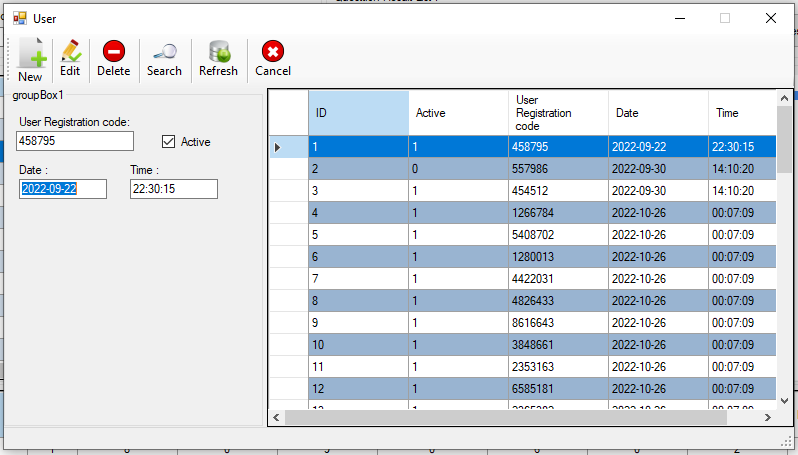 User
New Edit Delete Search Refresh Cancel
groupBox1
User Registration code:
458795
Active
Date : Time :
2022-09-22 22:30:15
ID Active User Registration code Date Time
1 1 458795 2022-09-22 22:30:15
2 0 557986 2022-09-30 14:10:20
3 1 454512 2022-09-30 14:10:20
4 1 1266784 2022-10-26 00:07:09
5 1 5408702 2022-10-26 00:07:09
6 1 1280013 2022-10-26 00:07:09
7 1 4422031 2022-10-26 00:07:09
8 1 4826433 2022-10-26 00:07:09
9 1 8616643 2022-10-26 00:07:09
10 1 3848661 2022-10-26 00:07:09
11 1 2353163 2022-10-26 00:07:09
12 1 6585181 2022-10-26 00:07:09